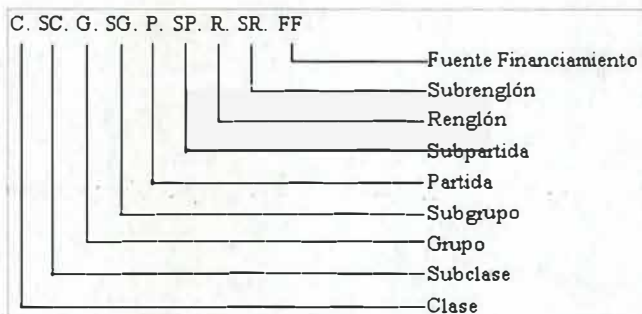 C. SC. G. SG. P. SP. R. SR. FF
Fuente Financiamiento
Subrenglón
Renglón
Subpartida
Partida
Subgrupo
Grupo
Subclase
Clase